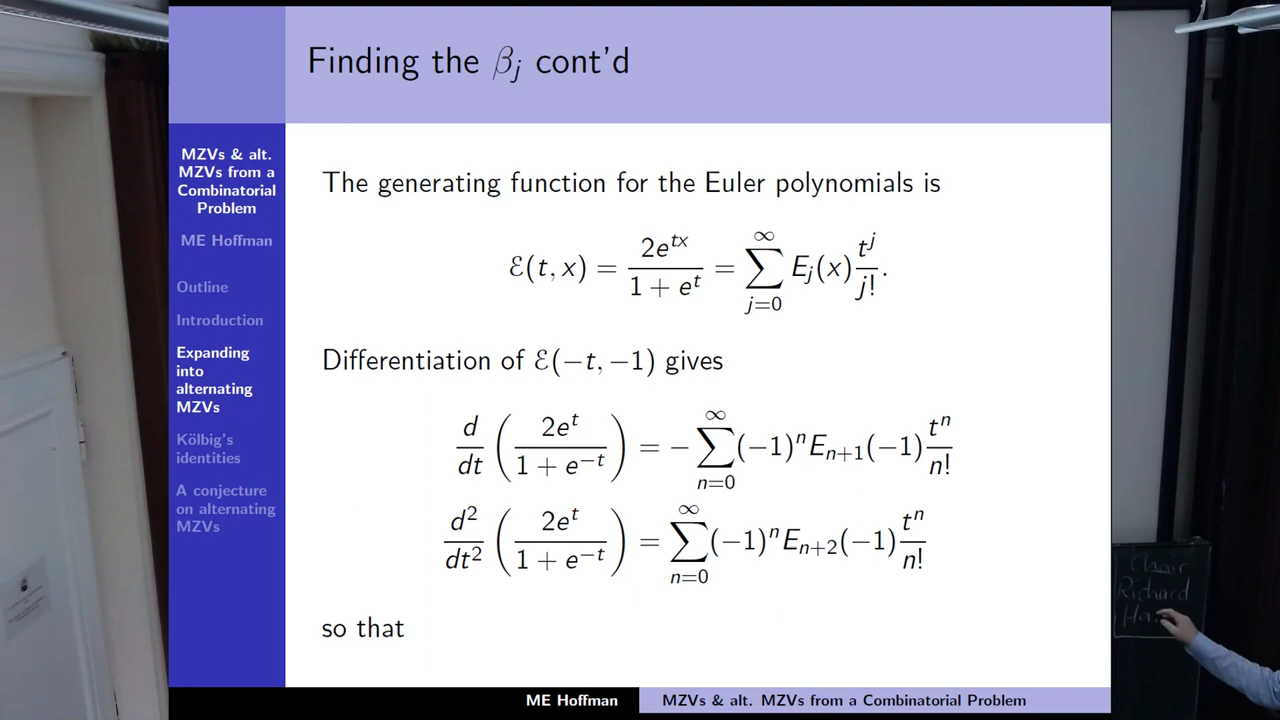 Finding the βⱼ cont'd
MZVs & alt.
MZVs from a
Combinatorial
Problem
ME Hoffman
Outline
Introduction
Expanding
into
alternating
MZVs
Kölbig's
identities
A conjecture
on alternating
MZVs
The generating function for the Euler polynomials is
ℰ(t, x) = 2e^{tx} / (1 + e^t) = ∑_{j=0}^{∞} E_j(x) t^j / j!.
Differentiation of ℰ(−t, −1) gives
d/dt (2e^t / (1 + e^{−t})) = − ∑_{n=0}^{∞} (−1)^n E_{n+1}(−1) t^n / n!
d²/dt² (2e^t / (1 + e^{−t})) = ∑_{n=0}^{∞} (−1)^n E_{n+2}(−1) t^n / n!
so that
ME Hoffman
MZVs & alt. MZVs from a Combinatorial Problem
Chair
Richard